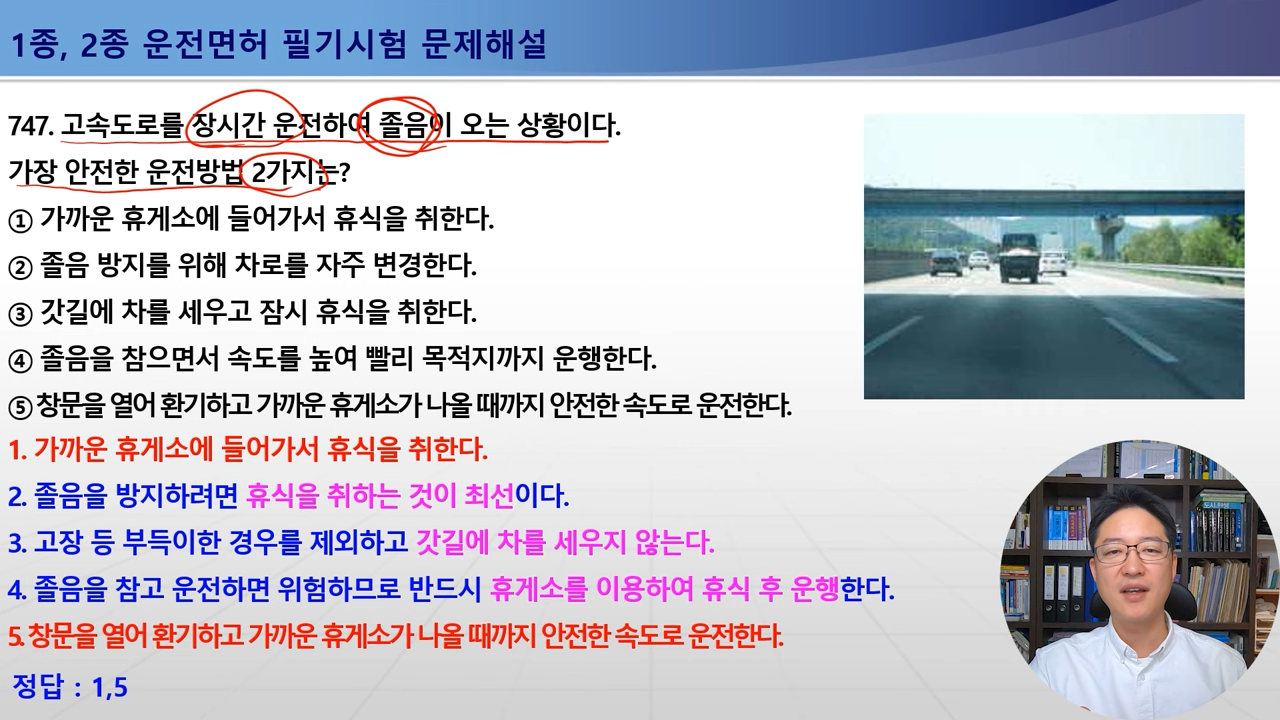 1종, 2종 운전면허 필기시험 문제해설
747. 고속도로를 장시간 운전하여 졸음이 오는 상황이다.
가장 안전한 운전방법 2가지는?
① 가까운 휴게소에 들어가서 휴식을 취한다.
② 졸음 방지를 위해 차로를 자주 변경한다.
③ 갓길에 차를 세우고 잠시 휴식을 취한다.
④ 졸음을 참으면서 속도를 높여 빨리 목적지까지 운행한다.
⑤ 창문을 열어 환기하고 가까운 휴게소가 나올 때까지 안전한 속도로 운전한다.
1. 가까운 휴게소에 들어가서 휴식을 취한다.
2. 졸음을 방지하려면 휴식을 취하는 것이 최선이다.
3. 고장 등 부득이한 경우를 제외하고 갓길에 차를 세우지 않는다.
4. 졸음을 참고 운전하면 위험하므로 반드시 휴게소를 이용하여 휴식 후 운행한다.
5. 창문을 열어 환기하고 가까운 휴게소가 나올 때까지 안전한 속도로 운전한다.
정답 : 1,5